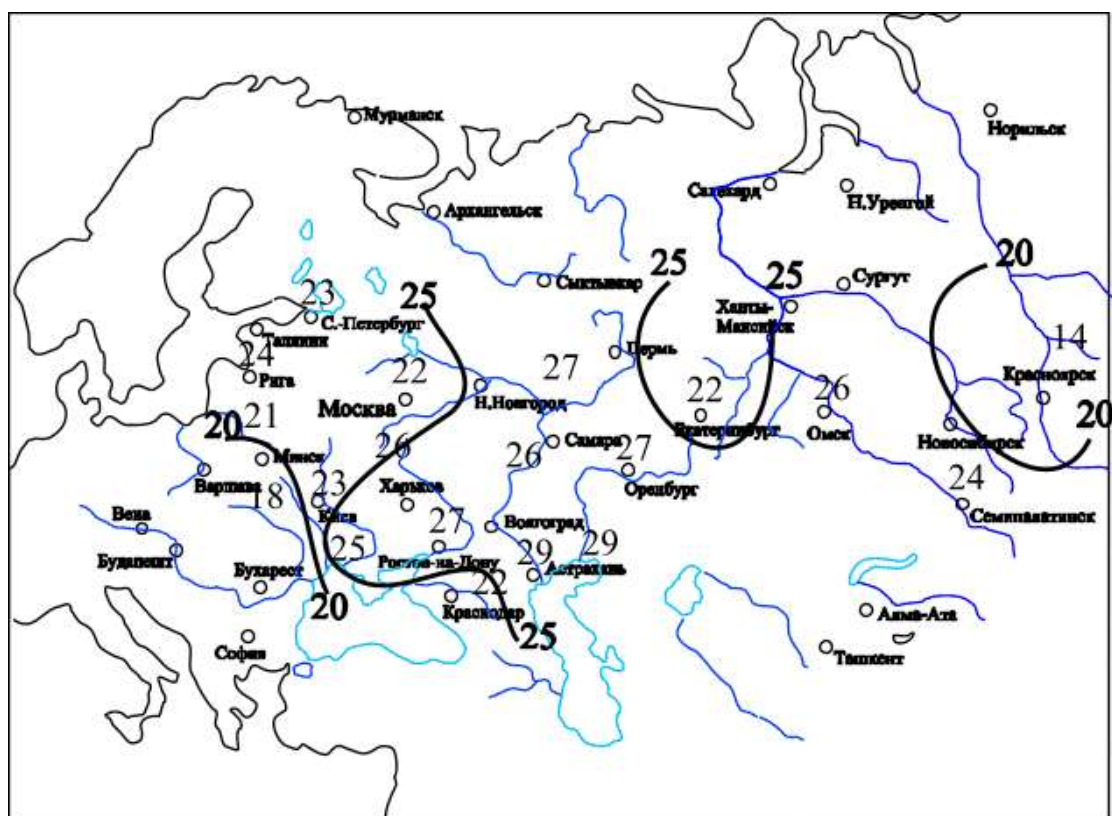 Мурманск
Норильск
Салехард
Н.Уренгой
Архангельск
20
25
25
Сыктывкар
Сургут
23
25
С.-Петербург
Ханты-
Мансийск
Таллинн
14
24
Пермь
Рига
22
27
22
Красноярск
Москва
Н.Новгород
26
21
20
Екатеринбург
Омск
20
Новосибирск
26
Самара
Минск
26
27
Варшава
Оренбург
18
23
Харьков
24
Киев
Семипалатинск
Вена
27
Волгоград
Будапешт
25
Ростов-на-Дону
29
29
Астрахань
Бухарест
22
20
Краснодар
Алма-Ата
25
София
Ташкент